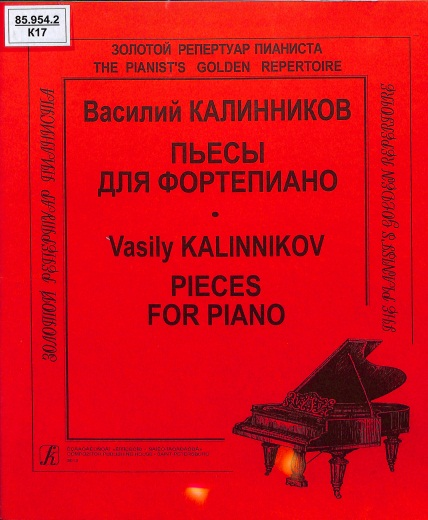 85.954.2
К17
ЗОЛОТОЙ РЕПЕРТУАР ПИАНИСТА
THE PIANIST'S GOLDEN REPERTOIRE
Василий КАЛИННИКОВ
ПЬЕСЫ
ДЛЯ ФОРТЕПИАНО
•
Vasily KALINNIKOV
PIECES
FOR PIANO
ЗОЛОТОЙ РЕПЕРТУАР ПИАНИСТА
THE PIANIST'S GOLDEN REPERTOIRE